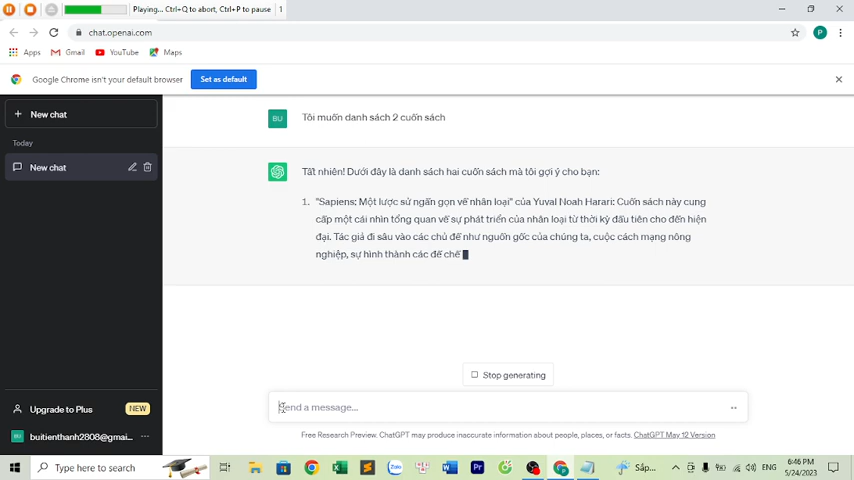 Playing... Ctrl+Q to abort, Ctrl+P to pause 1
chat.openai.com P
Apps Gmail YouTube Maps
Google Chrome isn't your default browser Set as default
New chat
Today
New chat
BU Tôi muốn danh sách 2 cuốn sách
Tất nhiên! Dưới đây là danh sách hai cuốn sách mà tôi gợi ý cho bạn:
1. "Sapiens: Một lược sử ngắn gọn về nhân loại" của Yuval Noah Harari: Cuốn sách này cung
cấp một cái nhìn tổng quan về sự phát triển của nhân loại từ thời kỳ đầu tiên cho đến hiện
đại. Tác giả đi sâu vào các chủ đề như nguồn gốc của chúng ta, cuộc cách mạng nông
nghiệp, sự hình thành các đế chế
Stop generating
Send a message...
Upgrade to Plus NEW
BU buitienthanh2808@gmai...
Free Research Preview. ChatGPT may produce inaccurate information about people, places, or facts. ChatGPT May 12 Version
Type here to search
Zalo
Sắp...
ENG
6:46 PM
5/24/2023